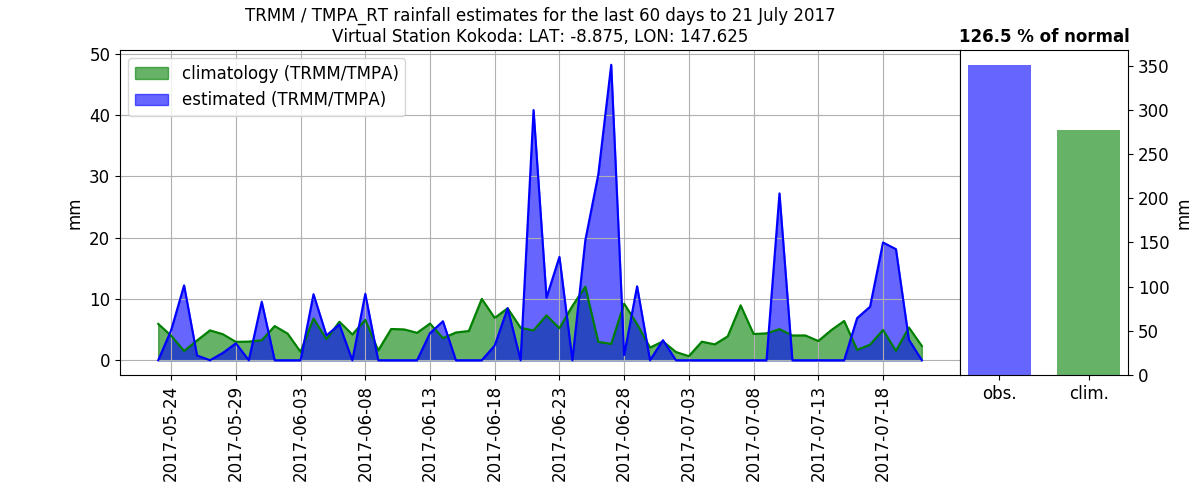 TRMM / TMPA_RT rainfall estimates for the last 60 days to 21 July 2017
Virtual Station Kokoda: LAT: -8.875, LON: 147.625
126.5 % of normal
climatology (TRMM/TMPA)
estimated (TRMM/TMPA)
50
40
30
20
10
0
mm
2017-05-24
2017-05-29
2017-06-03
2017-06-08
2017-06-13
2017-06-18
2017-06-23
2017-06-28
2017-07-03
2017-07-08
2017-07-13
2017-07-18
350
300
250
200
150
100
50
0
mm
obs.
clim.